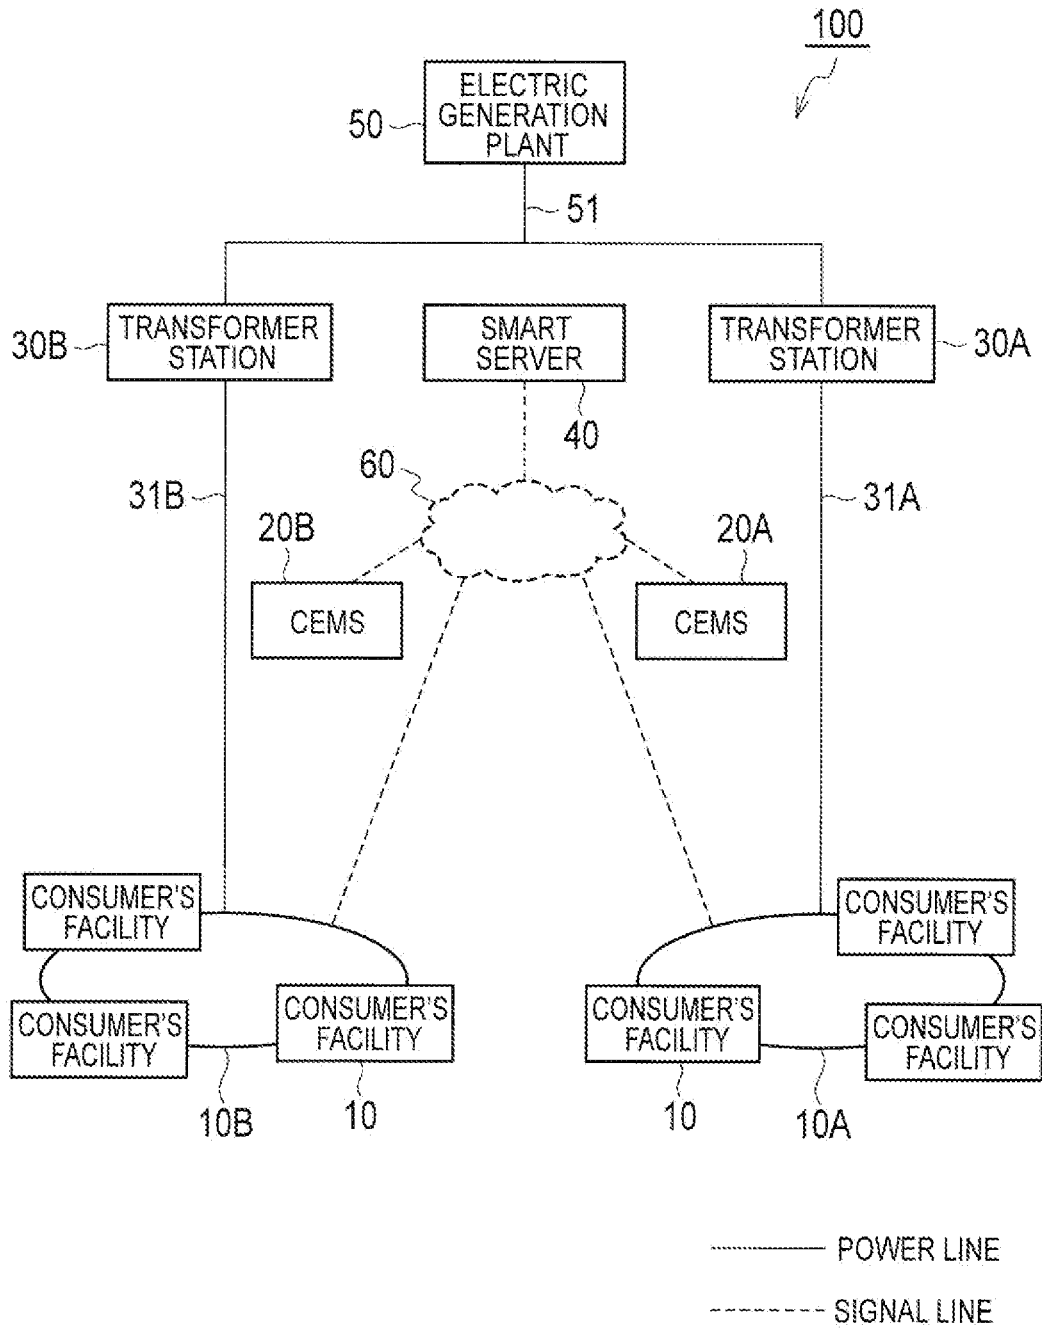 100
ELECTRIC
GENERATION
PLANT
50
51
30B
TRANSFORMER
STATION
SMART
SERVER
40
TRANSFORMER
STATION
30A
60
31B
31A
20B
20A
CEMS
CEMS
CONSUMER'S
FACILITY
CONSUMER'S
FACILITY
CONSUMER'S
FACILITY
CONSUMER'S
FACILITY
CONSUMER'S
FACILITY
CONSUMER'S
FACILITY
10B
10
10
10A
POWER LINE
SIGNAL LINE